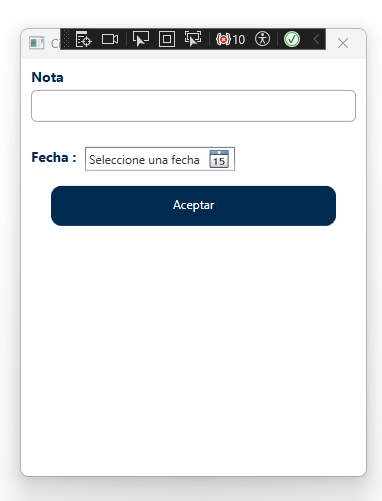 C
10
Nota
Fecha :
Seleccione una fecha
15
Aceptar